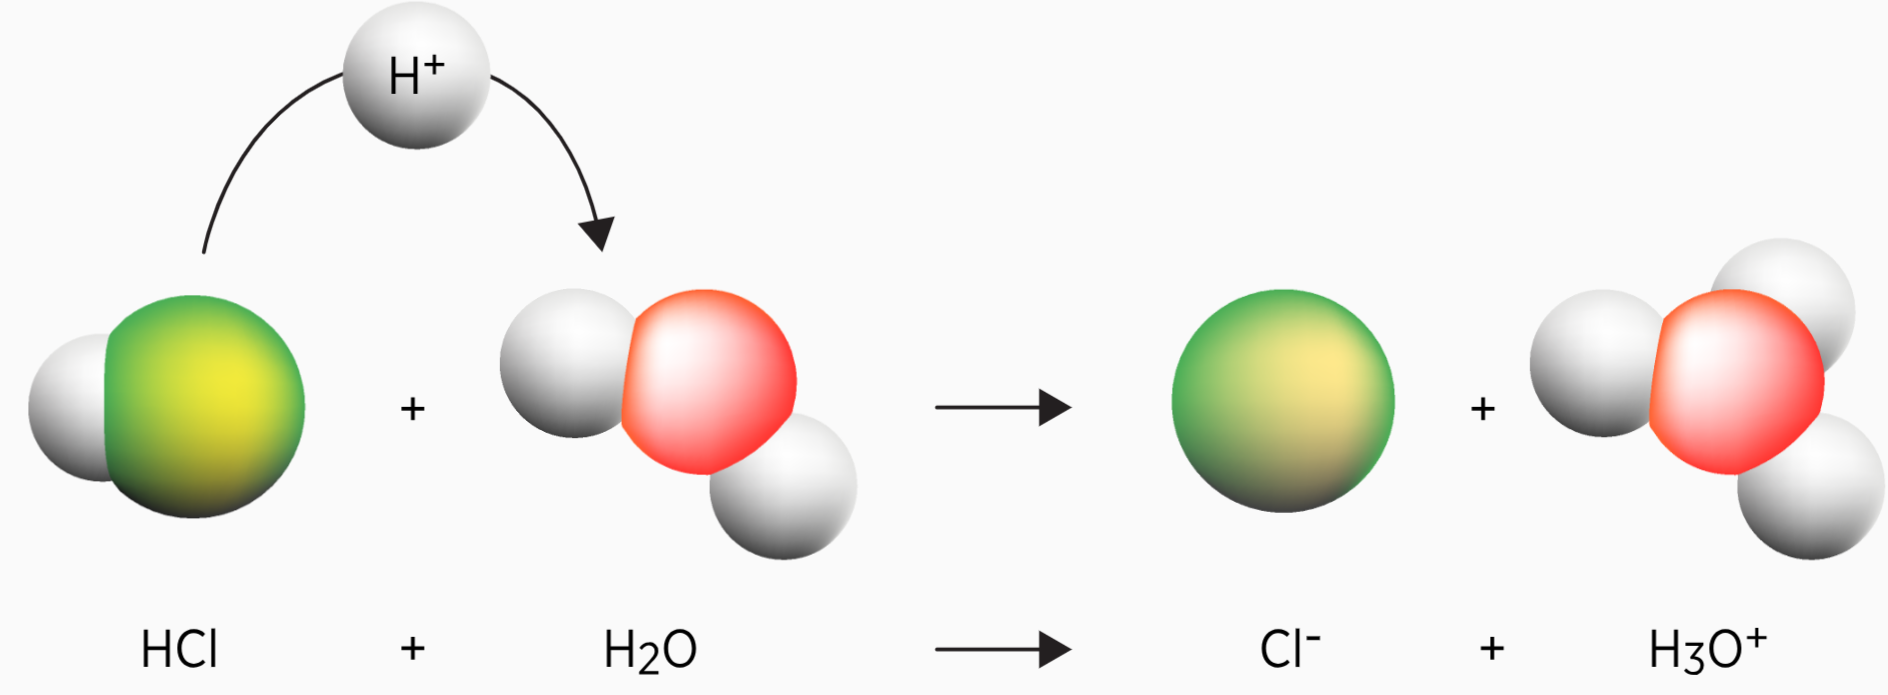 H⁺
+ +
HCl + H₂O → Cl⁻ + H₃O⁺